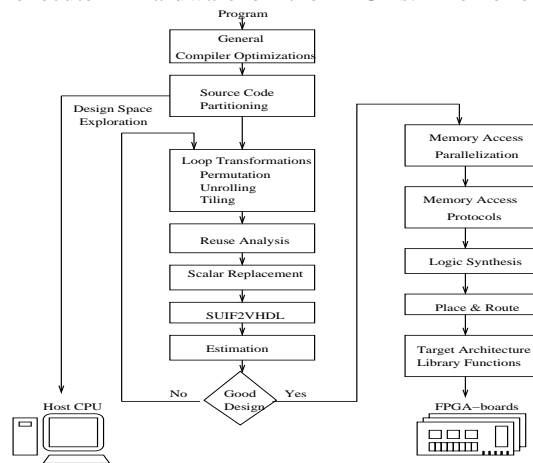 Program
General
Compiler Optimizations
Source Code
Partitioning
Design Space
Exploration
Loop Transformations
Permutation
Unrolling
Tiling
Reuse Analysis
Scalar Replacement
SUIF2VHDL
Estimation
No
Good
Design
Yes
Host CPU
Memory Access
Parallelization
Memory Access
Protocols
Logic Synthesis
Place & Route
Target Architecture
Library Functions
FPGA−boards